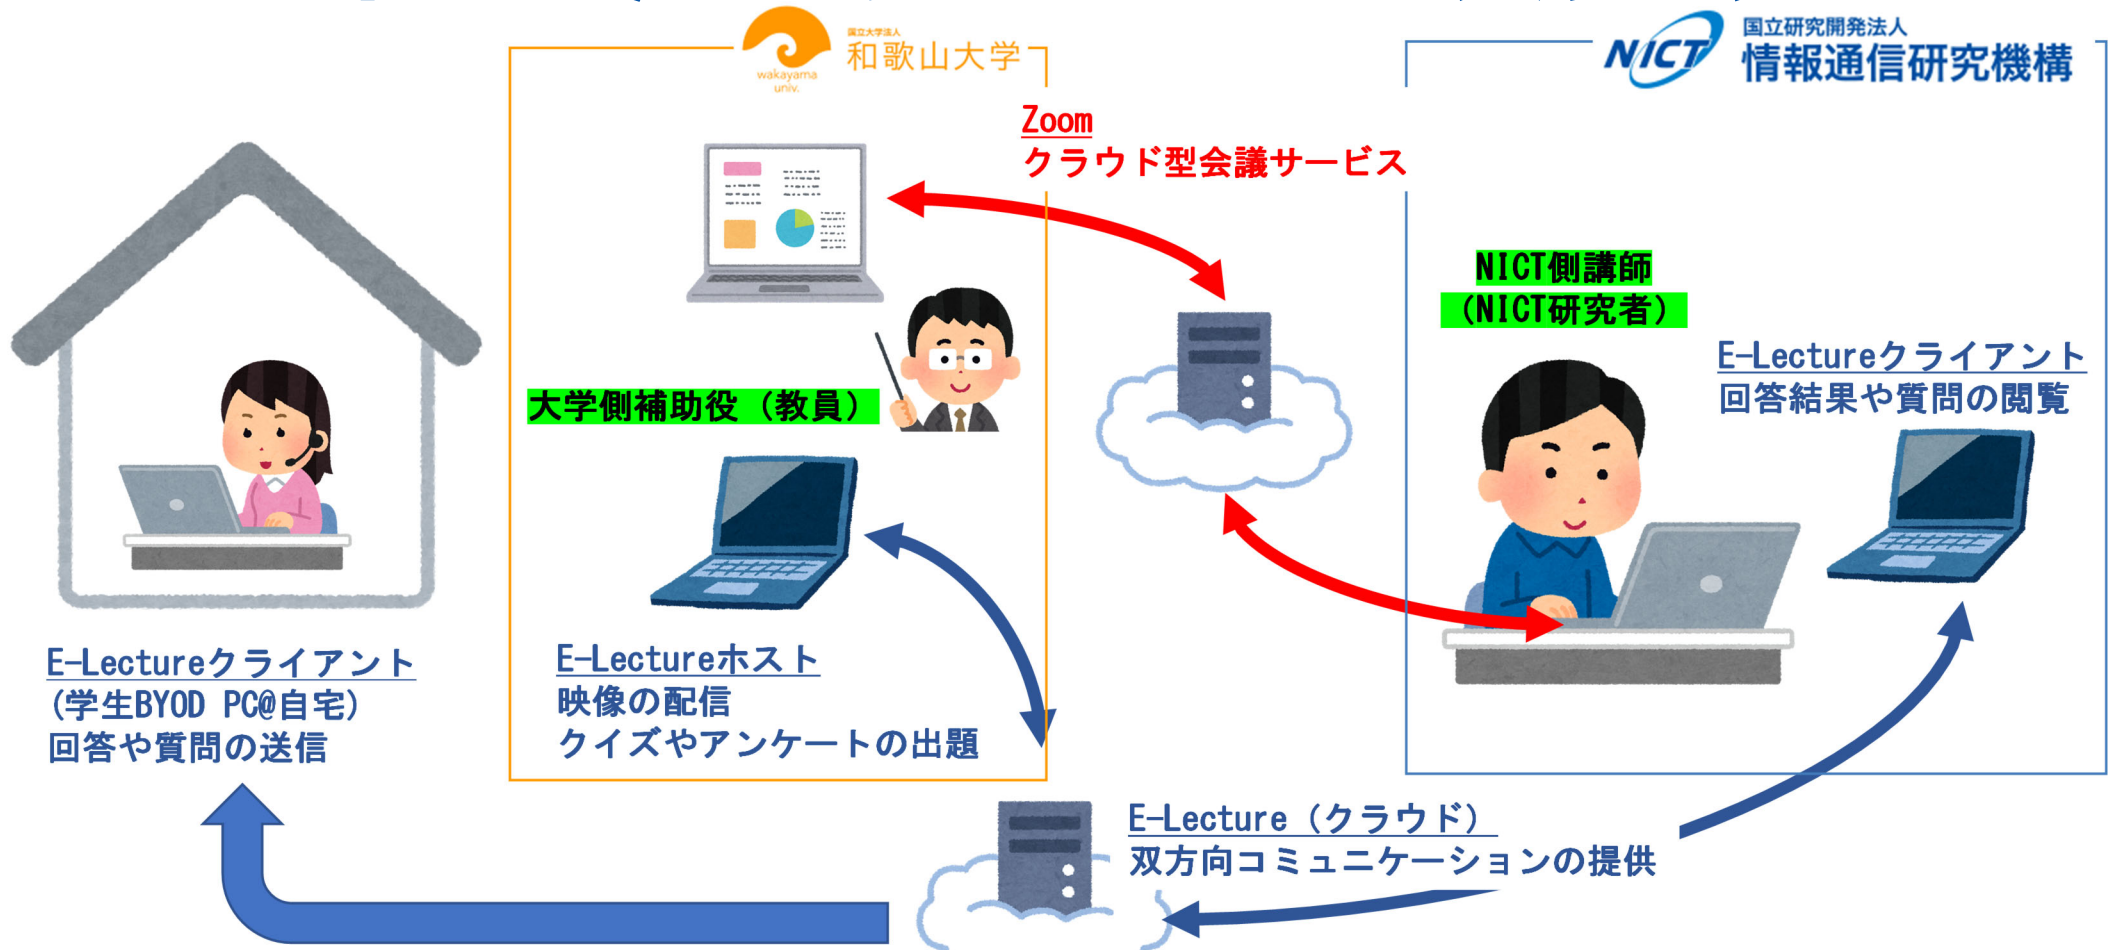 国立大学法人
和歌山大学
wakayama
univ.
NICT
国立研究開発法人
情報通信研究機構
Zoom
クラウド型会議サービス
NICT側講師
（NICT研究者）
E-Lectureクライアント
回答結果や質問の閲覧
大学側補助役（教員）
E-Lectureクライアント
(学生BYOD PC@自宅)
回答や質問の送信
E-Lectureホスト
映像の配信
クイズやアンケートの出題
E-Lecture（クラウド）
双方向コミュニケーションの提供